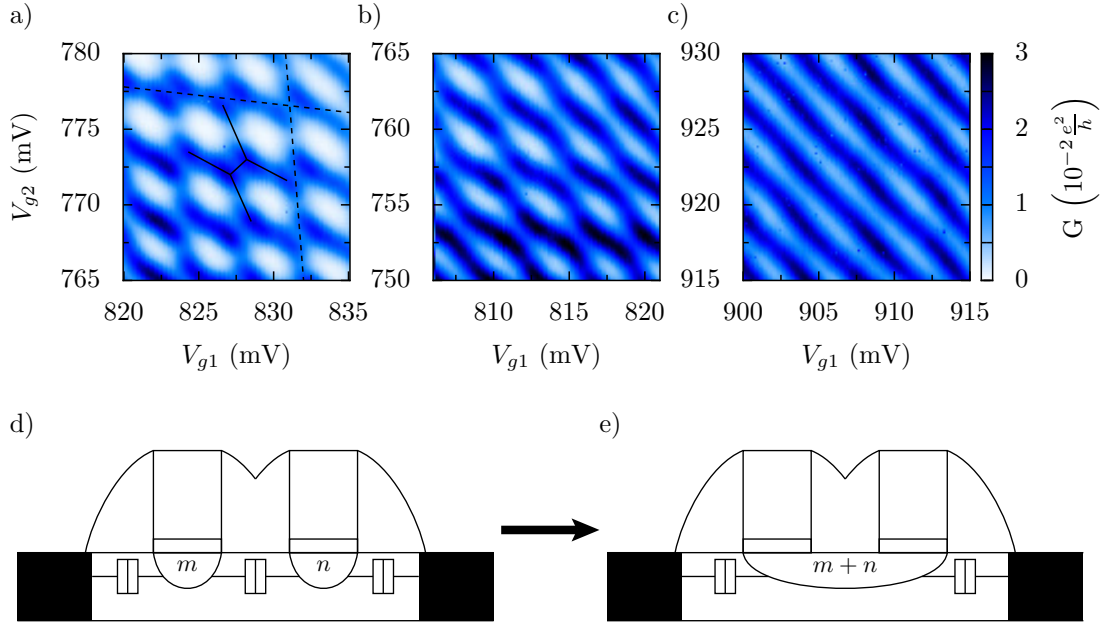 a)
b)
c)
780
775
770
765
V_{g2} (mV)
820
825
830
835
V_{g1} (mV)
765
760
755
750
810
815
820
V_{g1} (mV)
930
925
920
915
900
905
910
915
V_{g1} (mV)
3
2
1
0
G (10^{-2} \frac{e^2}{h})
d)
m
n
e)
m + n